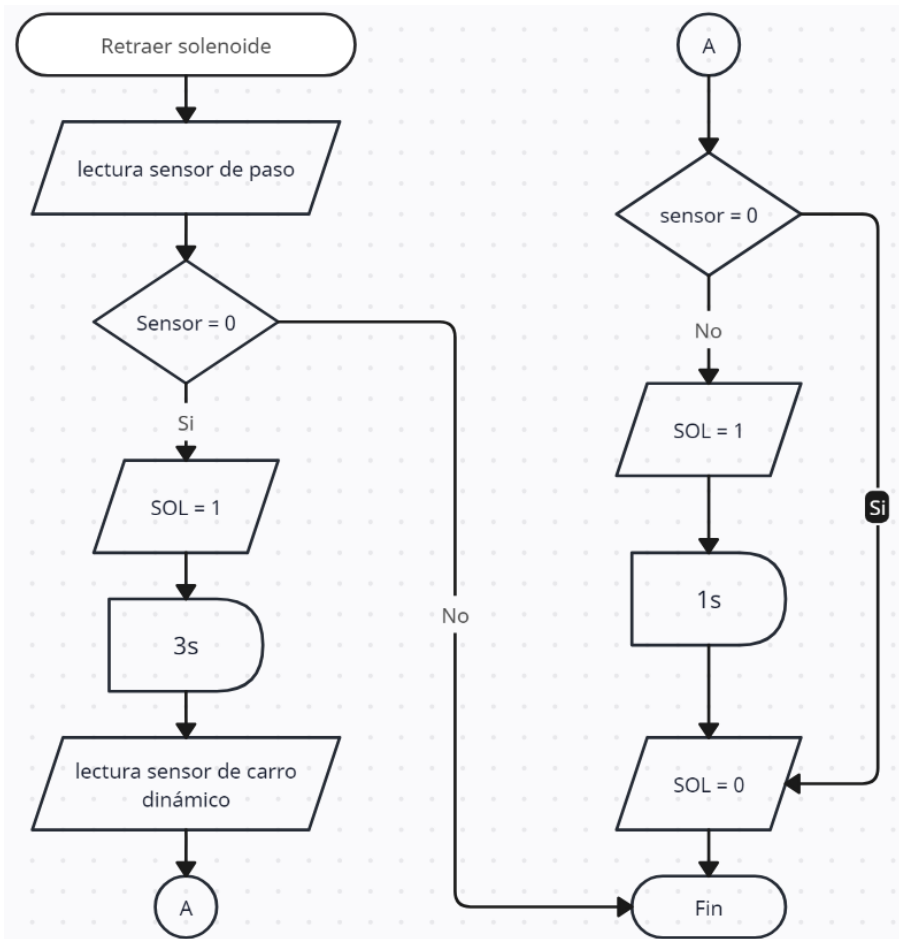 Retraer solenoide
lectura sensor de paso
Sensor = 0
Si
SOL = 1
3s
No
lectura sensor de carro
dinámico
A
A
sensor = 0
No
SOL = 1
Si
1s
SOL = 0
Fin